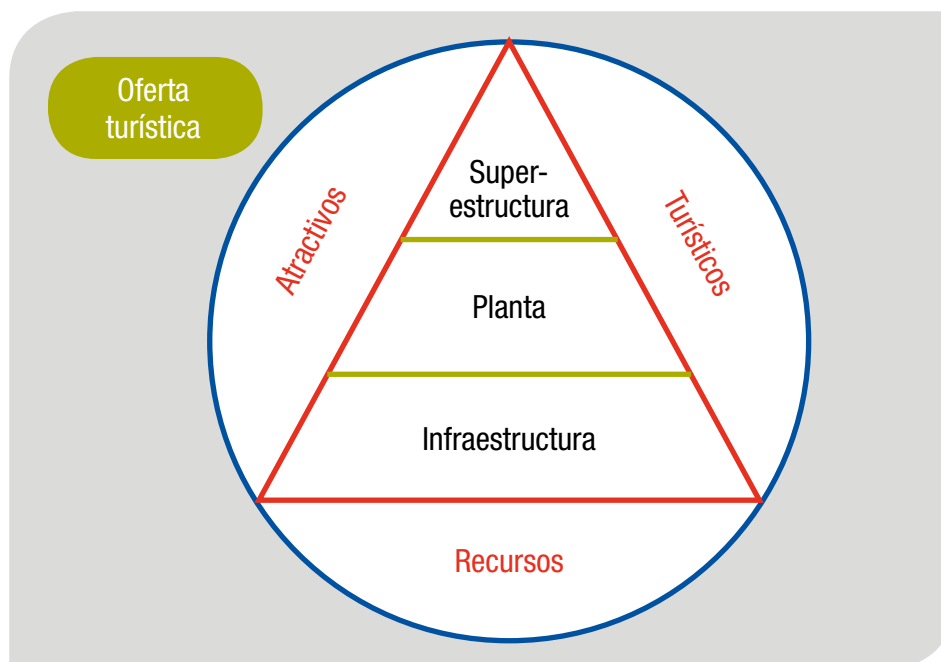 Oferta
turística
Super-
estructura
Atractivos
Turísticos
Planta
Infraestructura
Recursos